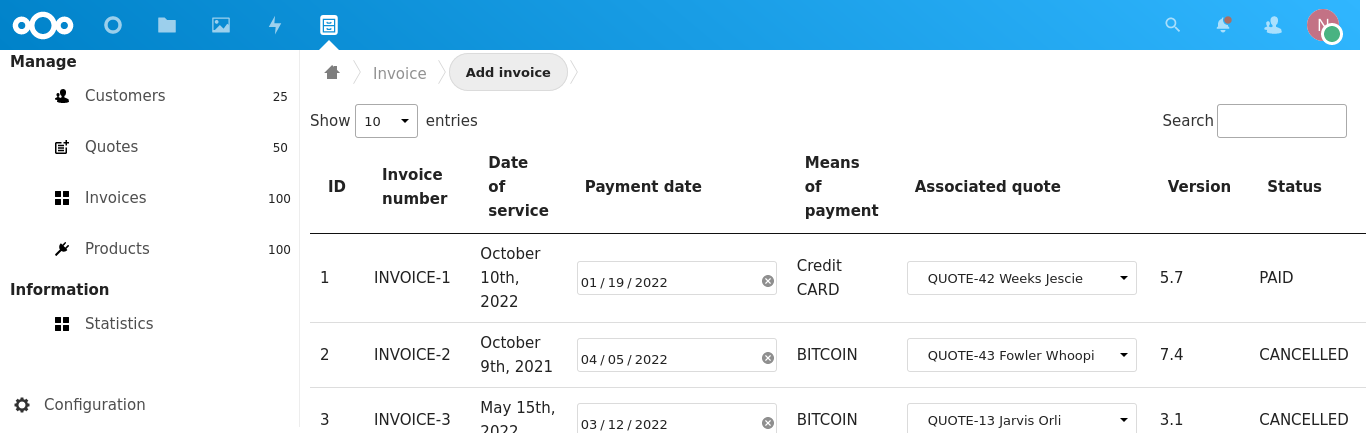 N
Manage
Customers 25
Quotes 50
Invoices 100
Products 100
Information
Statistics
Configuration
Invoice Add invoice
Show 10 entries Search
ID Invoice number Date of service Payment date Means of payment Associated quote Version Status
1 INVOICE-1 October 10th, 2022 01/19/2022 Credit CARD QUOTE-42 Weeks Jescie 5.7 PAID
2 INVOICE-2 October 9th, 2021 04/05/2022 BITCOIN QUOTE-43 Fowler Whoopi 7.4 CANCELLED
3 INVOICE-3 May 15th, 2022 03/12/2022 BITCOIN QUOTE-13 Jarvis Orli 3.1 CANCELLED